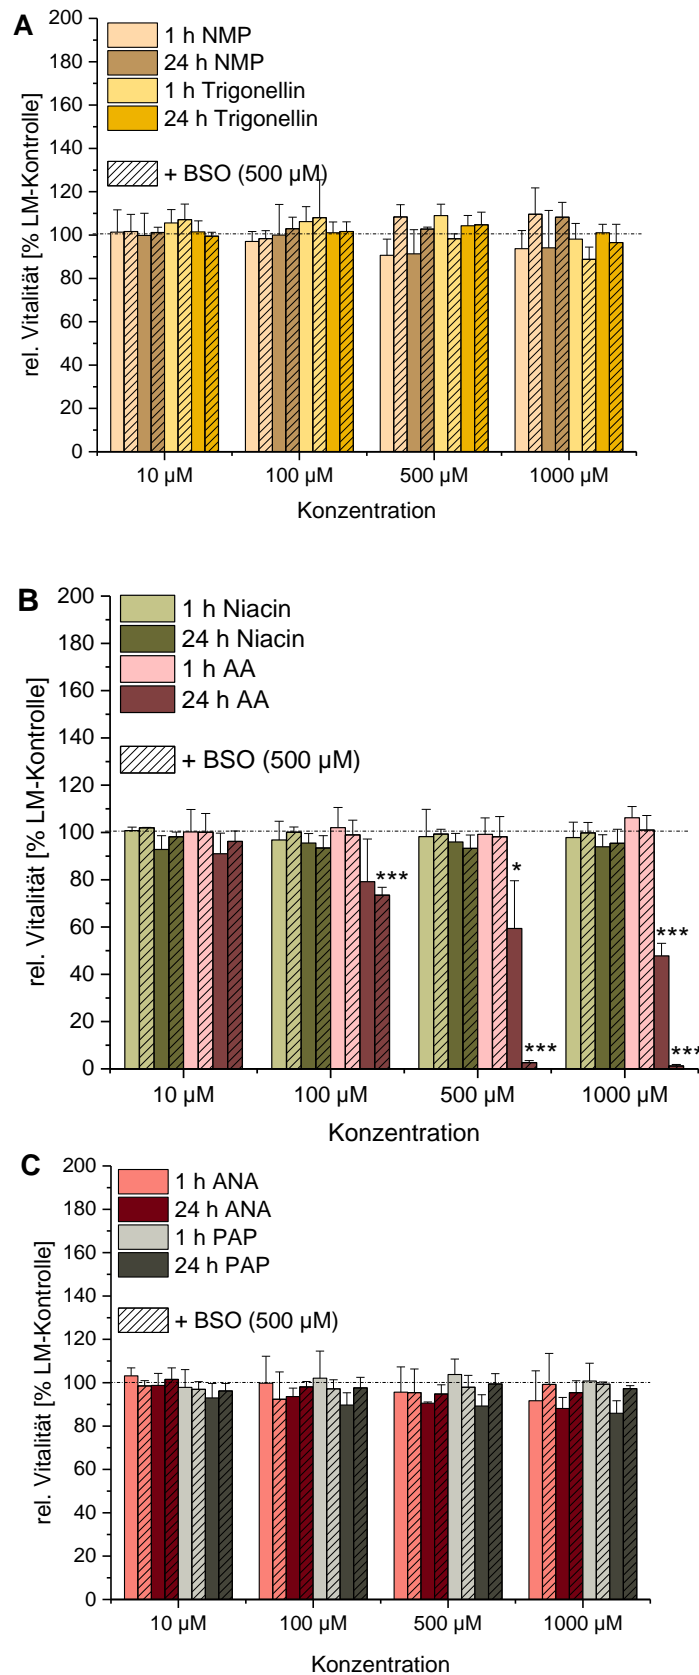 A
1 h NMP
24 h NMP
1 h Trigonellin
24 h Trigonellin
+ BSO (500 µM)
rel. Vitalität [% LM-Kontrolle]
200
180
160
140
120
100
80
60
40
20
0
10 µM 100 µM 500 µM 1000 µM
Konzentration
B
1 h Niacin
24 h Niacin
1 h AA
24 h AA
+ BSO (500 µM)
rel. Vitalität [% LM-Kontrolle]
200
180
160
140
120
100
80
60
40
20
0
***
*
***
***
***
10 µM 100 µM 500 µM 1000 µM
Konzentration
C
1 h ANA
24 h ANA
1 h PAP
24 h PAP
+ BSO (500 µM)
rel. Vitalität [% LM-Kontrolle]
200
180
160
140
120
100
80
60
40
20
0
10 µM 100 µM 500 µM 1000 µM
Konzentration